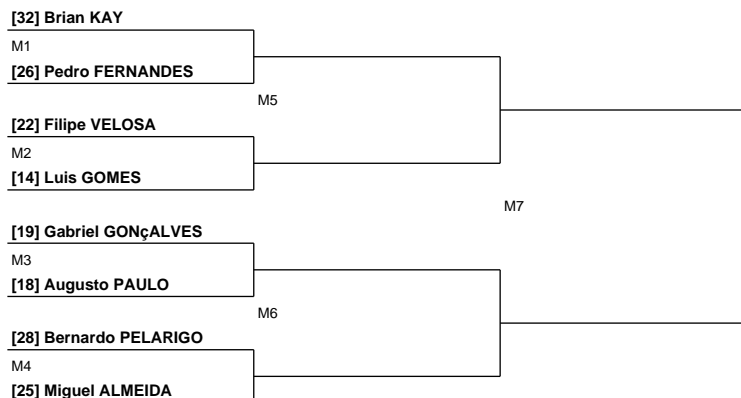 [32] Brian KAY
M1
[26] Pedro FERNANDES
M5
[22] Filipe VELOSA
M2
[14] Luis GOMES
M7
[19] Gabriel GONçALVES
M3
[18] Augusto PAULO
M6
[28] Bernardo PELARIGO
M4
[25] Miguel ALMEIDA